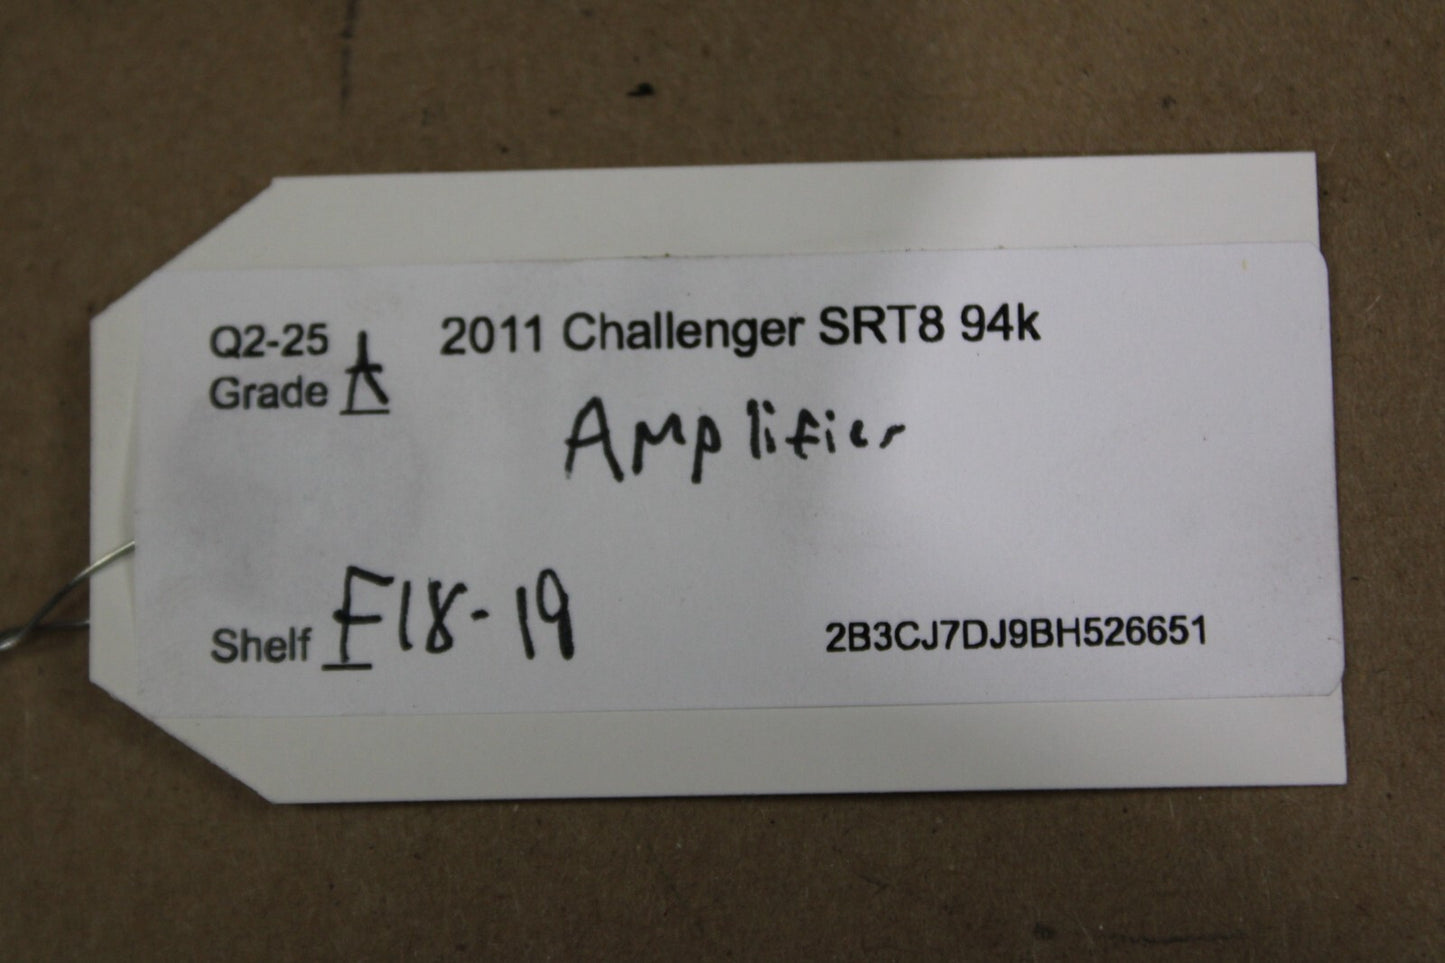 Q2-25 2011 Challenger SRT8 94k
Grade A
Amplifier
Shelf F18-19 2B3CJ7DJ9BH526651